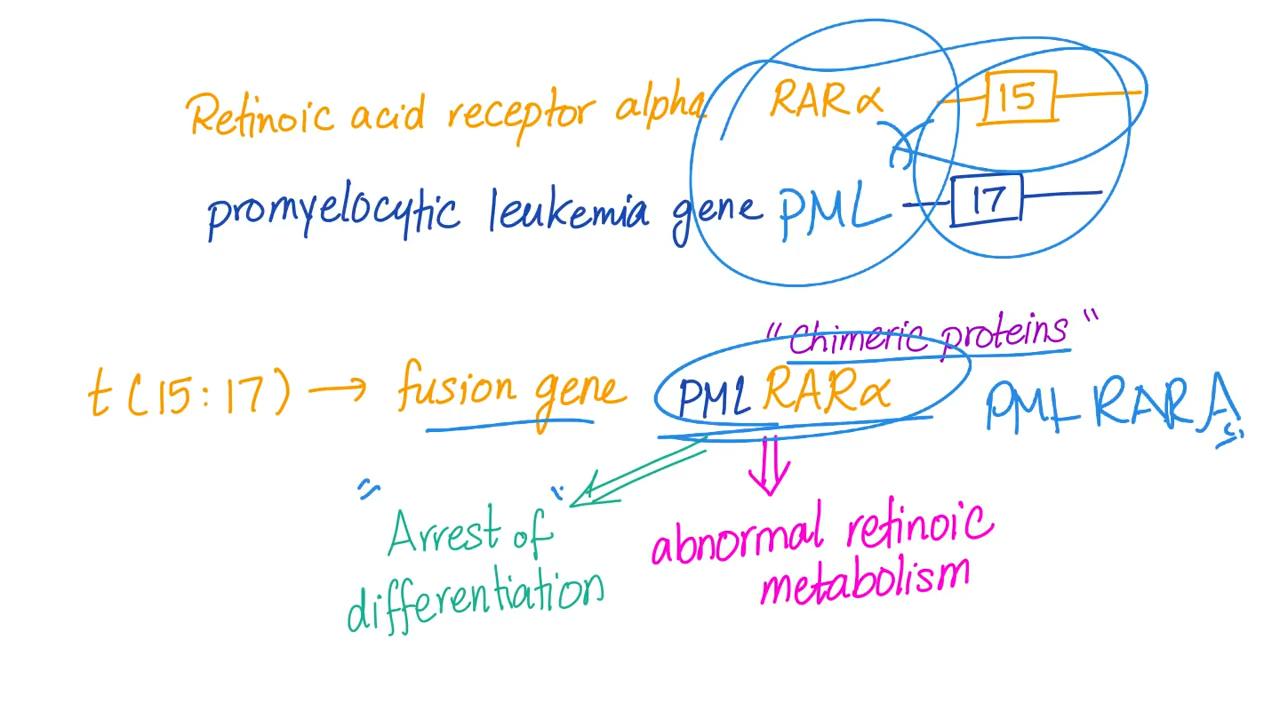 Retinoic acid receptor alpha RARα 15
promyelocytic leukemia gene PML 17
"Chimeric proteins"
t(15:17) → fusion gene PML RARα PML RARA
Arrest of
differentiation
abnormal retinoic
metabolism